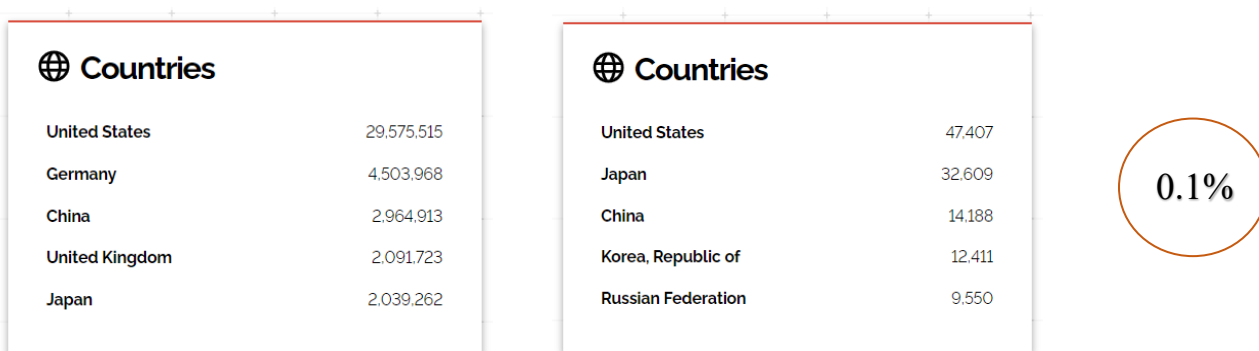 Countries
United States 29,575,515
Germany 4,503,968
China 2,964,913
United Kingdom 2,091,723
Japan 2,039,262
Countries
United States 47,407
Japan 32,609
China 14,188
Korea, Republic of 12,411
Russian Federation 9,550
0.1%